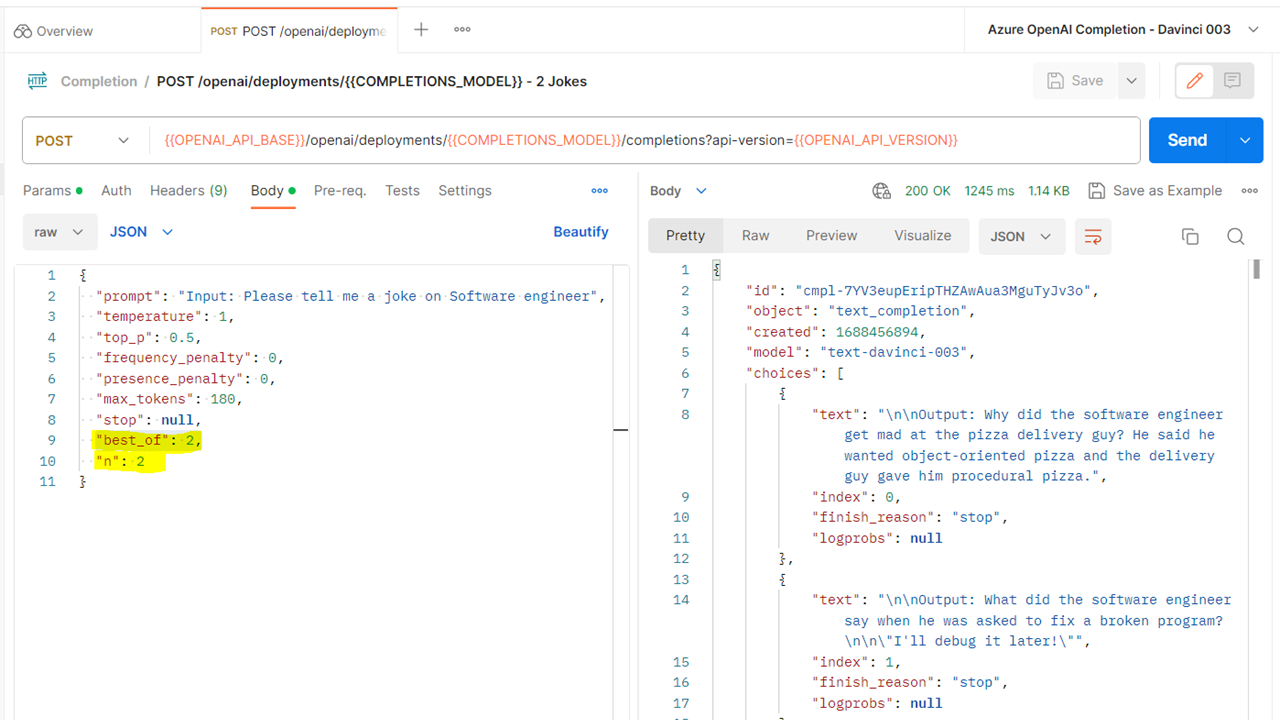 Overview
POST POST /openai/deployme
Azure OpenAI Completion - Davinci 003
HTTP Completion / POST /openai/deployments/{{COMPLETIONS_MODEL}} - 2 Jokes
Save
POST
{{OPENAI_API_BASE}}/openai/deployments/{{COMPLETIONS_MODEL}}/completions?api-version={{OPENAI_API_VERSION}}
Send
Params Auth Headers (9) Body Pre-req. Tests Settings
raw JSON Beautify
1 {
2 "prompt": "Input: Please tell me a joke on Software engineer",
3 "temperature": 1,
4 "top_p": 0.5,
5 "frequency_penalty": 0,
6 "presence_penalty": 0,
7 "max_tokens": 180,
8 "stop": null,
9 "best_of": 2,
10 "n": 2
11 }
Body 200 OK 1245 ms 1.14 KB Save as Example
Pretty Raw Preview Visualize JSON
1 {
2 "id": "cmpl-7YV3eupEripTHZAwAua3MguTyJv3o",
3 "object": "text_completion",
4 "created": 1688456894,
5 "model": "text-davinci-003",
6 "choices": [
7 {
8 "text": "\n\nOutput: Why did the software engineer
get mad at the pizza delivery guy? He said he
wanted object-oriented pizza and the delivery
guy gave him procedural pizza.",
9 "index": 0,
10 "finish_reason": "stop",
11 "logprobs": null
12 },
13 {
14 "text": "\n\nOutput: What did the software engineer
say when he was asked to fix a broken program?
\n\n\"I'll debug it later!\"",
15 "index": 1,
16 "finish_reason": "stop",
17 "logprobs": null